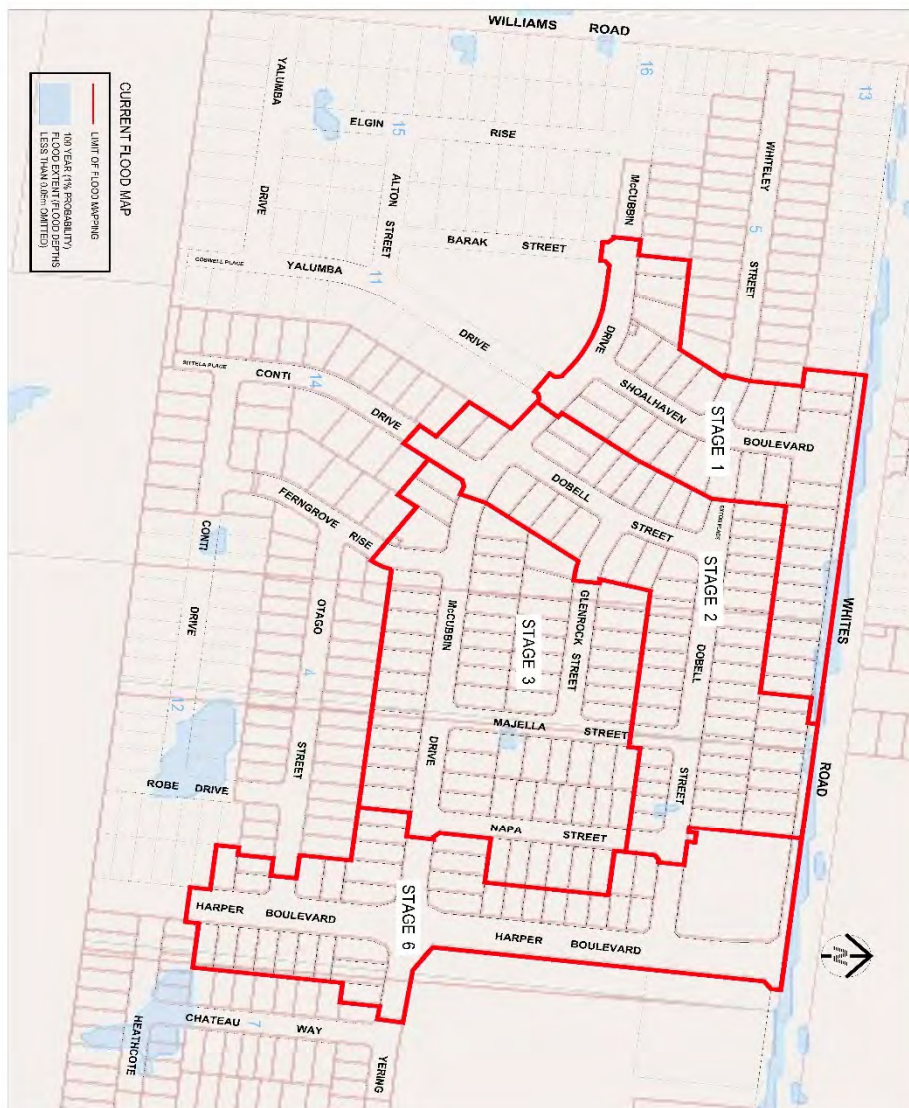 WILLIAMS ROAD
13
16
WHITELEY
STREET
5
YALUMBA
DRIVE
ELGIN RISE
15
ALTON
STREET
McCUBBIN
DRIVE
BARAK STREET
YALUMBA
DRIVE
11
SHOALHAVEN
BOULEVARD
STAGE 1
CONTI
DRIVE
14
DOBELL
STREET
STAGE 2
DOBELL
STREET
WHITES
ROAD
FERNGROVE RISE
CONTI
DRIVE
12
OTAGO
STREET
4
McCUBBIN
DRIVE
STAGE 3
GLENROCK STREET
MAJELLA STREET
ROBE DRIVE
NAPA STREET
STAGE 6
HARPER BOULEVARD
HARPER BOULEVARD
CHATEAU WAY
7
HEATHCOTE
YERING
N
CURRENT FLOOD MAP
LIMIT OF FLOOD MAPPING
100 YEAR (1% PROBABILITY)
FLOOD EXTENT (FLOOD DEPTHS
LESS THAN 0.05m OMITTED)